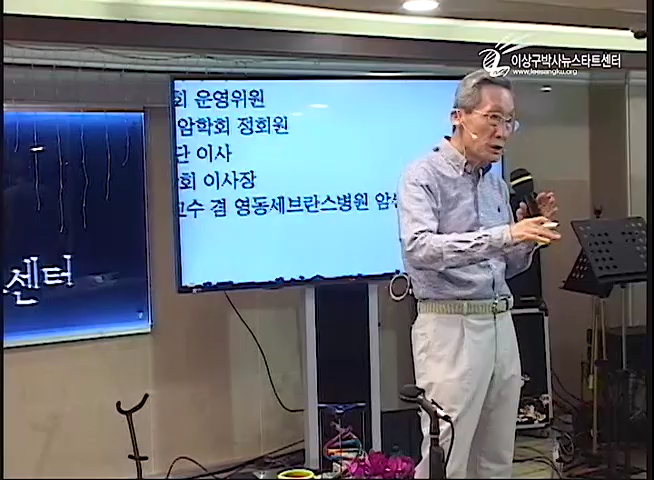 이상구박사뉴스타트센터
www.leesangku.org
회 운영위원
암학회 정회원
단 이사
회 이사장
교수 겸 영동세브란스병원 암센
센터